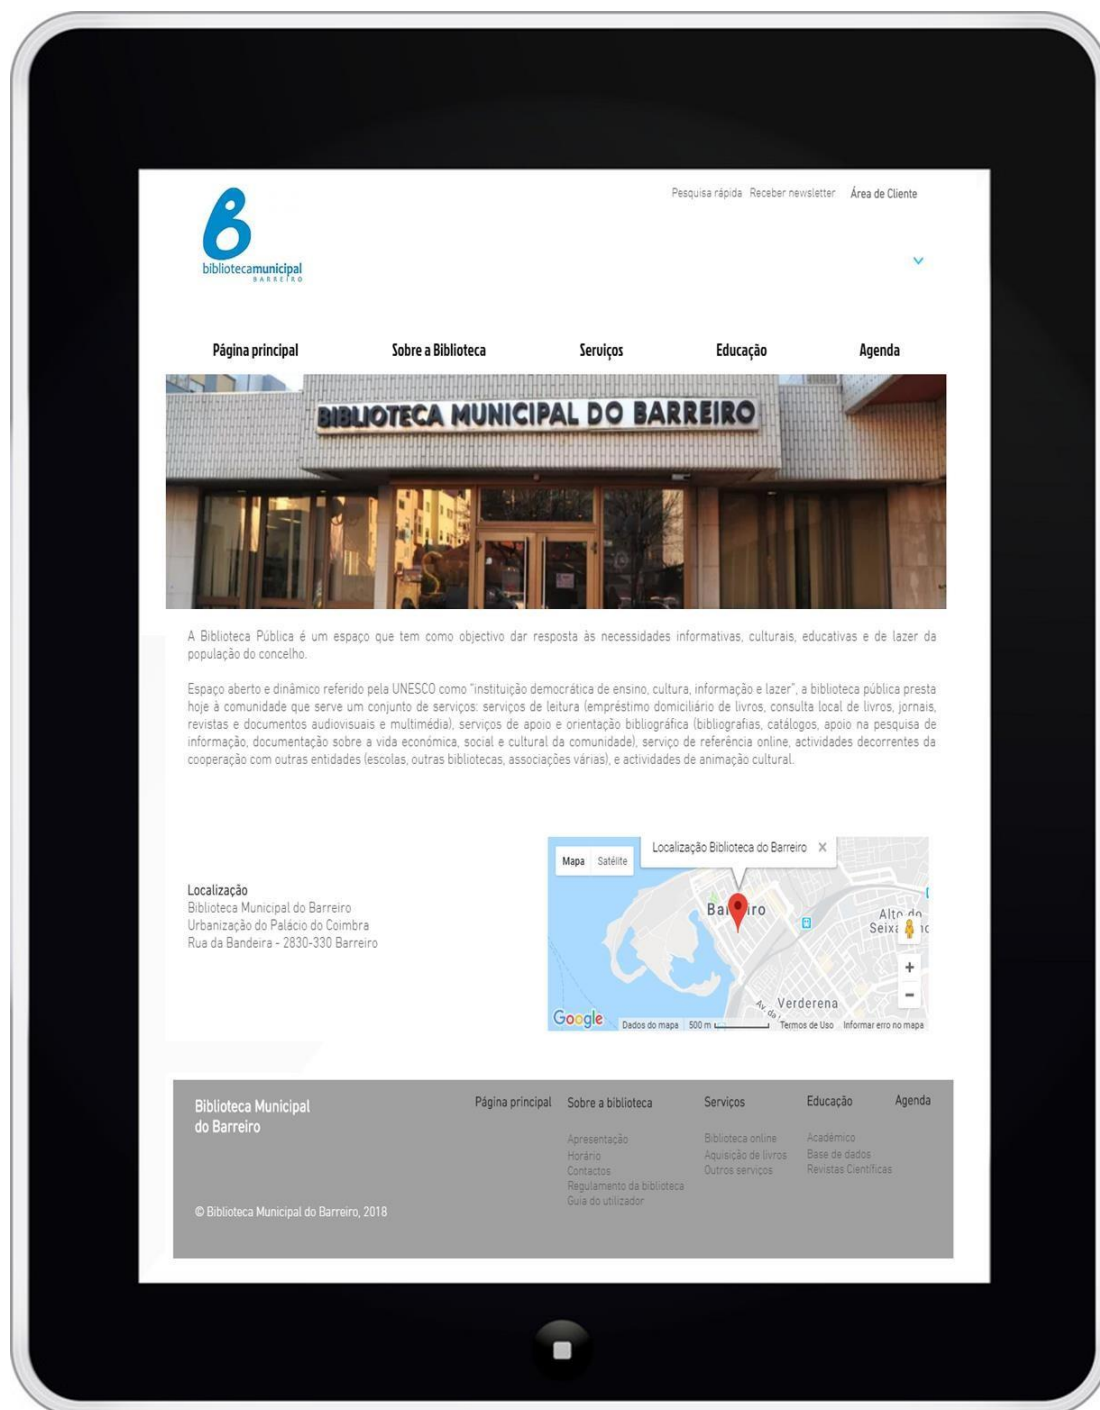 Pesquisa rápida Receber newsletter Área de Cliente
B
bibliotecamunicipal
BARREIRO
Página principal Sobre a Biblioteca Serviços Educação Agenda
BIBLIOTECA MUNICIPAL DO BARREIRO
A Biblioteca Pública é um espaço que tem como objectivo dar resposta às necessidades informativas, culturais, educativas e de lazer da
população do concelho.
Espaço aberto e dinâmico referido pela UNESCO como "instituição democrática de ensino, cultura, informação e lazer", a biblioteca pública presta
hoje à comunidade que serve um conjunto de serviços: serviços de leitura (empréstimo domiciliário de livros, consulta local de livros, jornais,
revistas e documentos audiovisuais e multimédia), serviços de apoio e orientação bibliográfica (bibliografias, catálogos, apoio na pesquisa de
informação, documentação sobre a vida económica, social e cultural da comunidade), serviço de referência online, actividades decorrentes da
cooperação com outras entidades (escolas, outras bibliotecas, associações várias), e actividades de animação cultural.
Localização
Biblioteca Municipal do Barreiro
Urbanização do Palácio do Coimbra
Rua da Bandeira - 2830-330 Barreiro
Mapa Satélite
Localização Biblioteca do Barreiro
Alto do
Verderena
Google Dados do mapa 500 m Termos de Uso Informar erro no mapa
Biblioteca Municipal
do Barreiro
© Biblioteca Municipal do Barreiro, 2018
Página principal
Sobre a biblioteca
Apresentação
Horário
Contactos
Regulamento da biblioteca
Guia do utilizador
Serviços
Biblioteca online
Aquisição de livros
Outros serviços
Educação
Académico
Base de dados
Revistas Científicas
Agenda